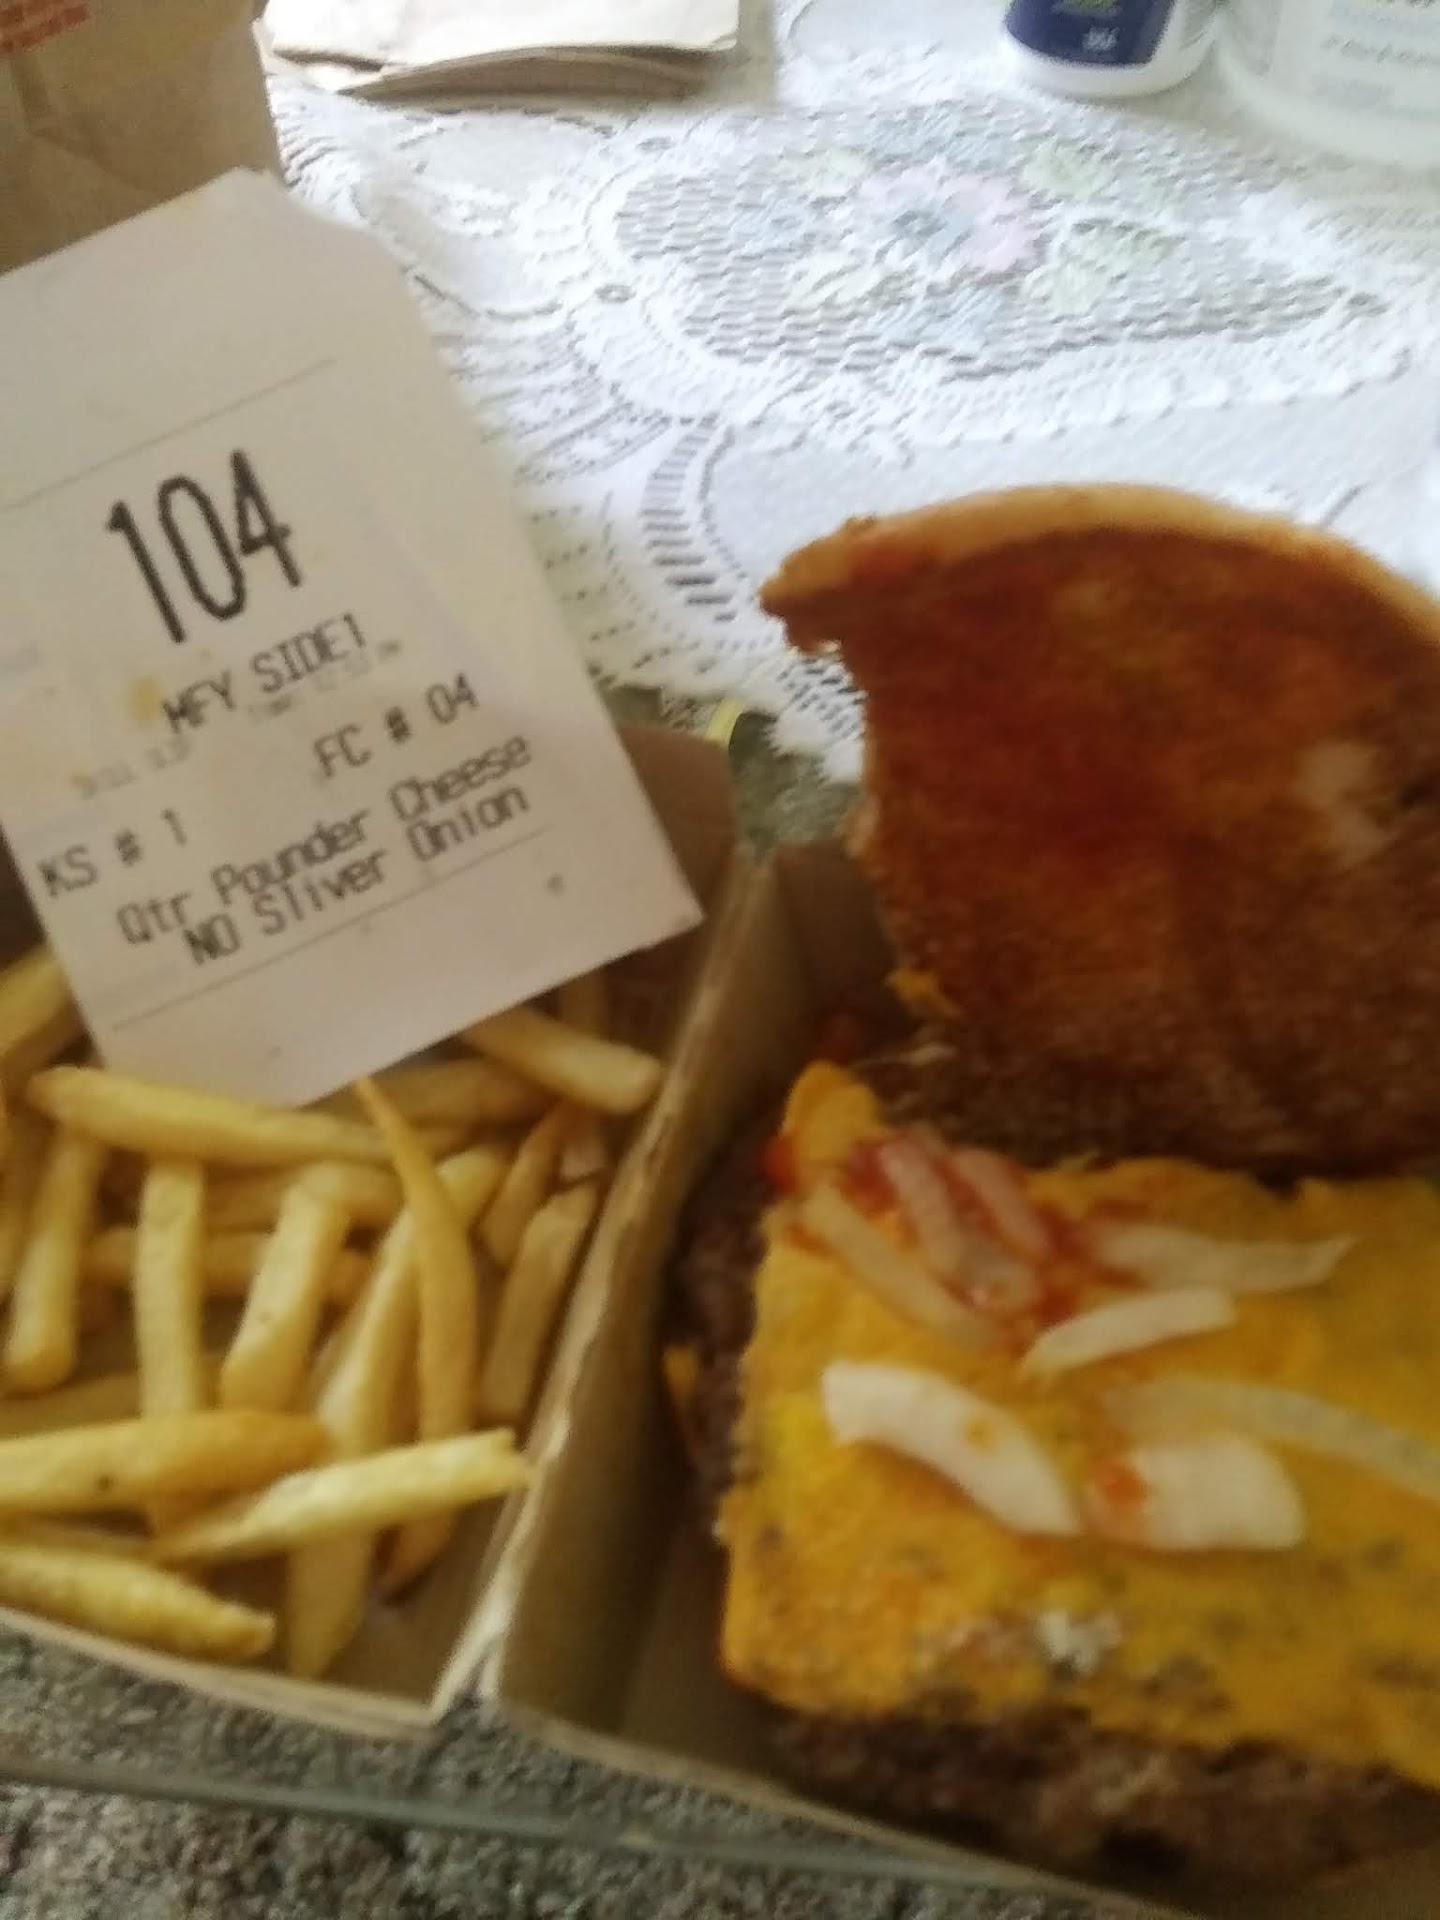 104
MFY SIDE1
FC # 04
KS # 1
Qtr Pounder Cheese
NO Sliver Onion